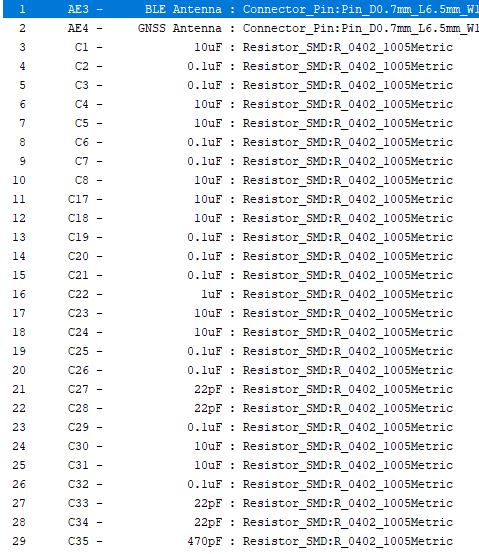 1 AE3 - BLE Antenna : Connector_Pin:Pin_D0.7mm_L6.5mm_W1
2 AE4 - GNSS Antenna : Connector_Pin:Pin_D0.7mm_L6.5mm_W1
3 C1 - 10uF : Resistor_SMD:R_0402_1005Metric
4 C2 - 0.1uF : Resistor_SMD:R_0402_1005Metric
5 C3 - 0.1uF : Resistor_SMD:R_0402_1005Metric
6 C4 - 10uF : Resistor_SMD:R_0402_1005Metric
7 C5 - 10uF : Resistor_SMD:R_0402_1005Metric
8 C6 - 0.1uF : Resistor_SMD:R_0402_1005Metric
9 C7 - 0.1uF : Resistor_SMD:R_0402_1005Metric
10 C8 - 10uF : Resistor_SMD:R_0402_1005Metric
11 C17 - 10uF : Resistor_SMD:R_0402_1005Metric
12 C18 - 10uF : Resistor_SMD:R_0402_1005Metric
13 C19 - 0.1uF : Resistor_SMD:R_0402_1005Metric
14 C20 - 0.1uF : Resistor_SMD:R_0402_1005Metric
15 C21 - 0.1uF : Resistor_SMD:R_0402_1005Metric
16 C22 - 1uF : Resistor_SMD:R_0402_1005Metric
17 C23 - 10uF : Resistor_SMD:R_0402_1005Metric
18 C24 - 10uF : Resistor_SMD:R_0402_1005Metric
19 C25 - 0.1uF : Resistor_SMD:R_0402_1005Metric
20 C26 - 0.1uF : Resistor_SMD:R_0402_1005Metric
21 C27 - 22pF : Resistor_SMD:R_0402_1005Metric
22 C28 - 22pF : Resistor_SMD:R_0402_1005Metric
23 C29 - 0.1uF : Resistor_SMD:R_0402_1005Metric
24 C30 - 10uF : Resistor_SMD:R_0402_1005Metric
25 C31 - 10uF : Resistor_SMD:R_0402_1005Metric
26 C32 - 0.1uF : Resistor_SMD:R_0402_1005Metric
27 C33 - 22pF : Resistor_SMD:R_0402_1005Metric
28 C34 - 22pF : Resistor_SMD:R_0402_1005Metric
29 C35 - 470pF : Resistor_SMD:R_0402_1005Metric